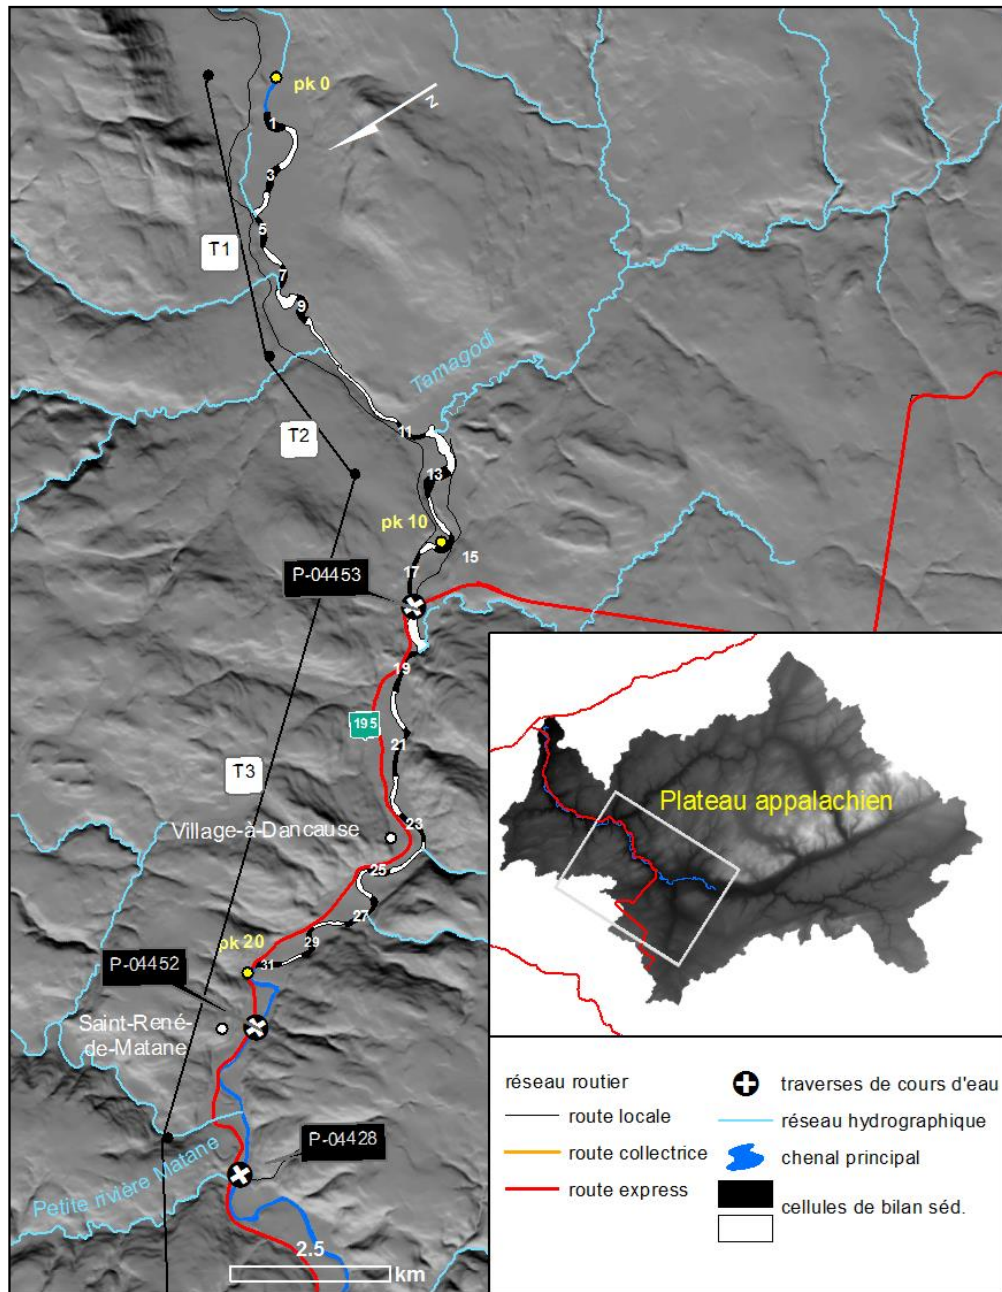 pk 0
1
N
3
5
T1
7
9
Tamagodi
11
T2
13
pk 10
15
17
P-04453
19
195
21
T3
23
Village-à-Dancause
25
27
pk 20
29
31
P-04452
Saint-René-
de-Matane
P-04428
Petite rivière Matane
2.5
km
Plateau appalachien
réseau routier
route locale
route collectrice
route express
traverses de cours d'eau
réseau hydrographique
chenal principal
cellules de bilan séd.